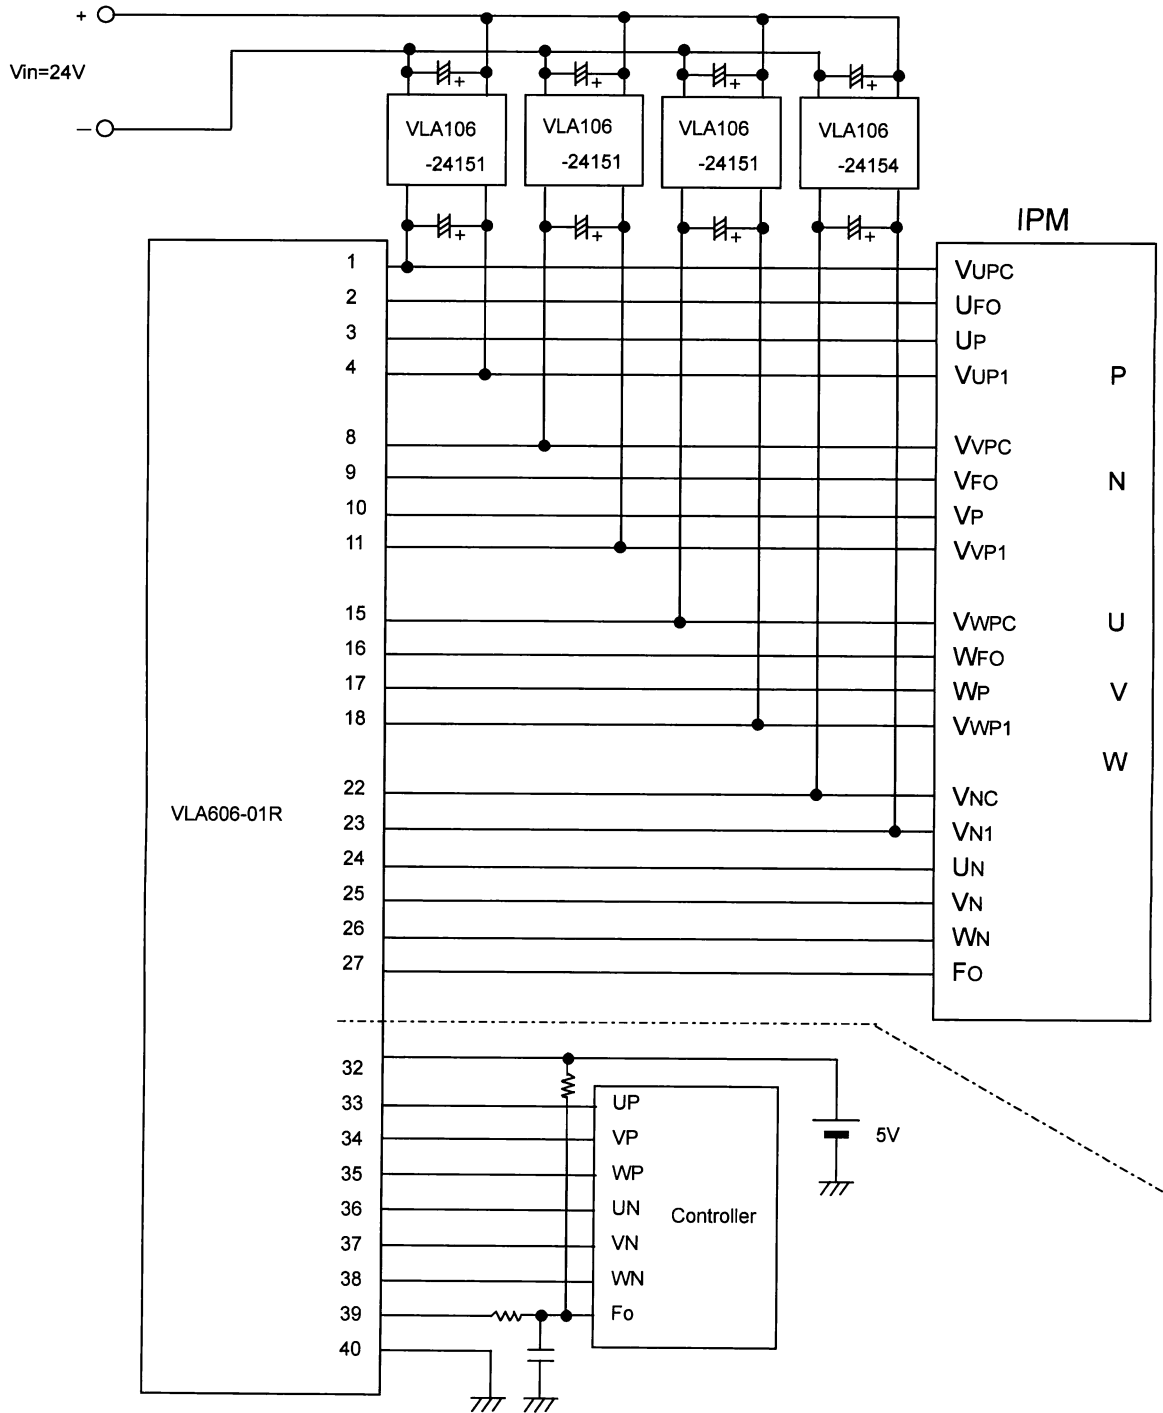 +
Vin=24V
−
VLA106
-24151
VLA106
-24151
VLA106
-24151
VLA106
-24154
+
+
+
+
+
+
+
+
IPM
1
VUPC
2
UFO
3
UP
4
VUP1
P
8
VVPC
9
VFO
N
10
VP
11
VVP1
15
VWPC
U
16
WFO
17
WP
V
18
VWP1
W
22
VNC
VLA606-01R
23
VN1
24
UN
25
VN
26
WN
27
FO
32
33
UP
34
VP
5V
35
WP
36
UN
Controller
37
VN
38
WN
39
Fo
40